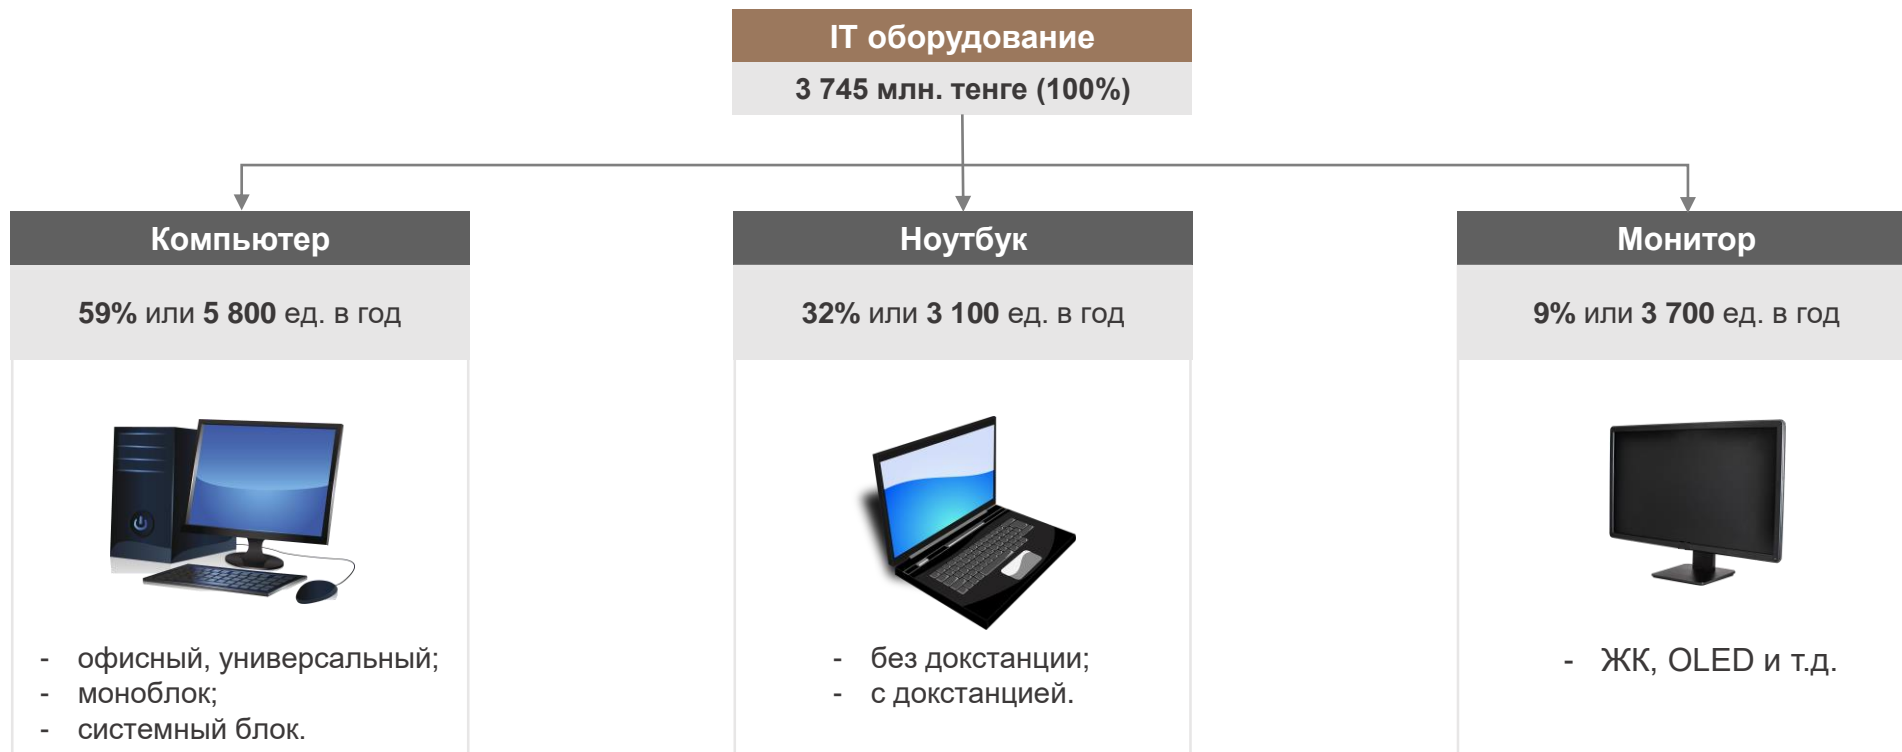 IT оборудование
3 745 млн. тенге (100%)
Компьютер
59% или 5 800 ед. в год
- офисный, универсальный;
- моноблок;
- системный блок.
Ноутбук
32% или 3 100 ед. в год
- без докстанции;
- с докстанцией.
Монитор
9% или 3 700 ед. в год
- ЖК, OLED и т.д.